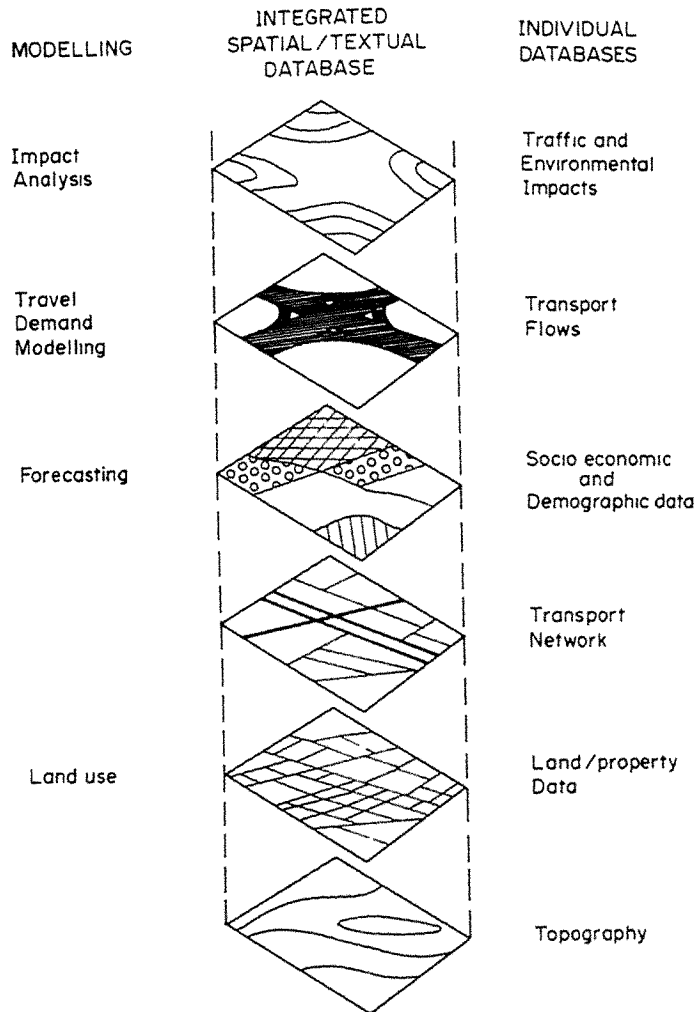 MODELLING
INTEGRATED
SPATIAL/TEXTUAL
DATABASE
INDIVIDUAL
DATABASES
Impact
Analysis
Traffic and
Environmental
Impacts
Travel
Demand
Modelling
Transport
Flows
Forecasting
Socio economic
and
Demographic data
Transport
Network
Land use
Land/property
Data
Topography